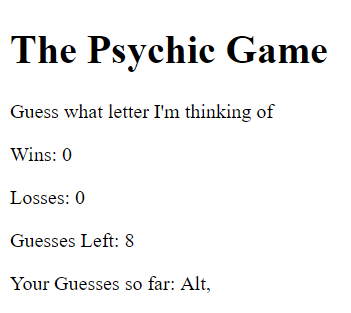 The Psychic Game
Guess what letter I'm thinking of
Wins: 0
Losses: 0
Guesses Left: 8
Your Guesses so far: Alt,